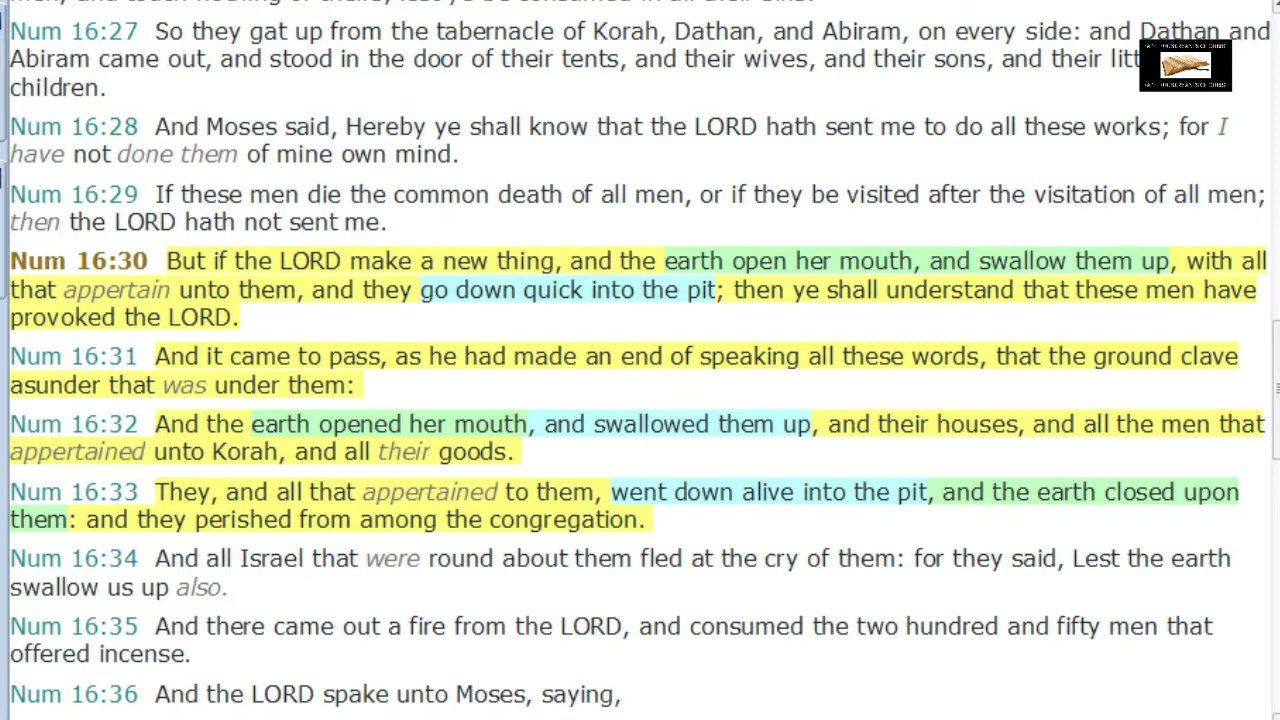 Num 16:27 So they gat up from the tabernacle of Korah, Dathan, and Abiram, on every side: and Dathan and
Abiram came out, and stood in the door of their tents, and their wives, and their sons, and their
children.
Num 16:28 And Moses said, Hereby ye shall know that the LORD hath sent me to do all these works; for I
have not done them of mine own mind.
Num 16:29 If these men die the common death of all men, or if they be visited after the visitation of all men;
then the LORD hath not sent me.
Num 16:30 But if the LORD make a new thing, and the earth open her mouth, and swallow them up, with all
that appertain unto them, and they go down quick into the pit; then ye shall understand that these men have
provoked the LORD.
Num 16:31 And it came to pass, as he had made an end of speaking all these words, that the ground clave
asunder that was under them:
Num 16:32 And the earth opened her mouth, and swallowed them up, and their houses, and all the men that
appertained unto Korah, and all their goods.
Num 16:33 They, and all that appertained to them, went down alive into the pit, and the earth closed upon
them: and they perished from among the congregation.
Num 16:34 And all Israel that were round about them fled at the cry of them: for they said, Lest the earth
swallow us up also.
Num 16:35 And there came out a fire from the LORD, and consumed the two hundred and fifty men that
offered incense.
Num 16:36 And the LORD spake unto Moses, saying,